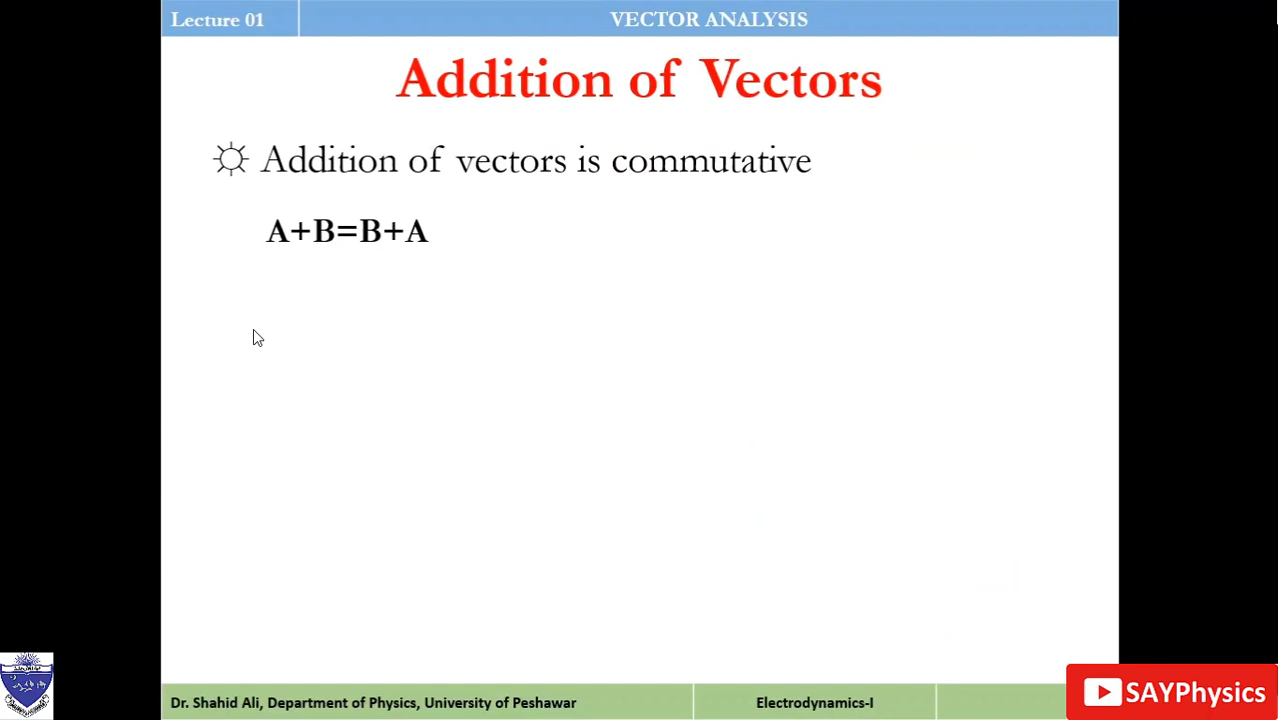 Lecture 01
VECTOR ANALYSIS
Addition of Vectors
Addition of vectors is commutative
A+B=B+A
Dr. Shahid Ali, Department of Physics, University of Peshawar
Electrodynamics-I
SAYPhysics